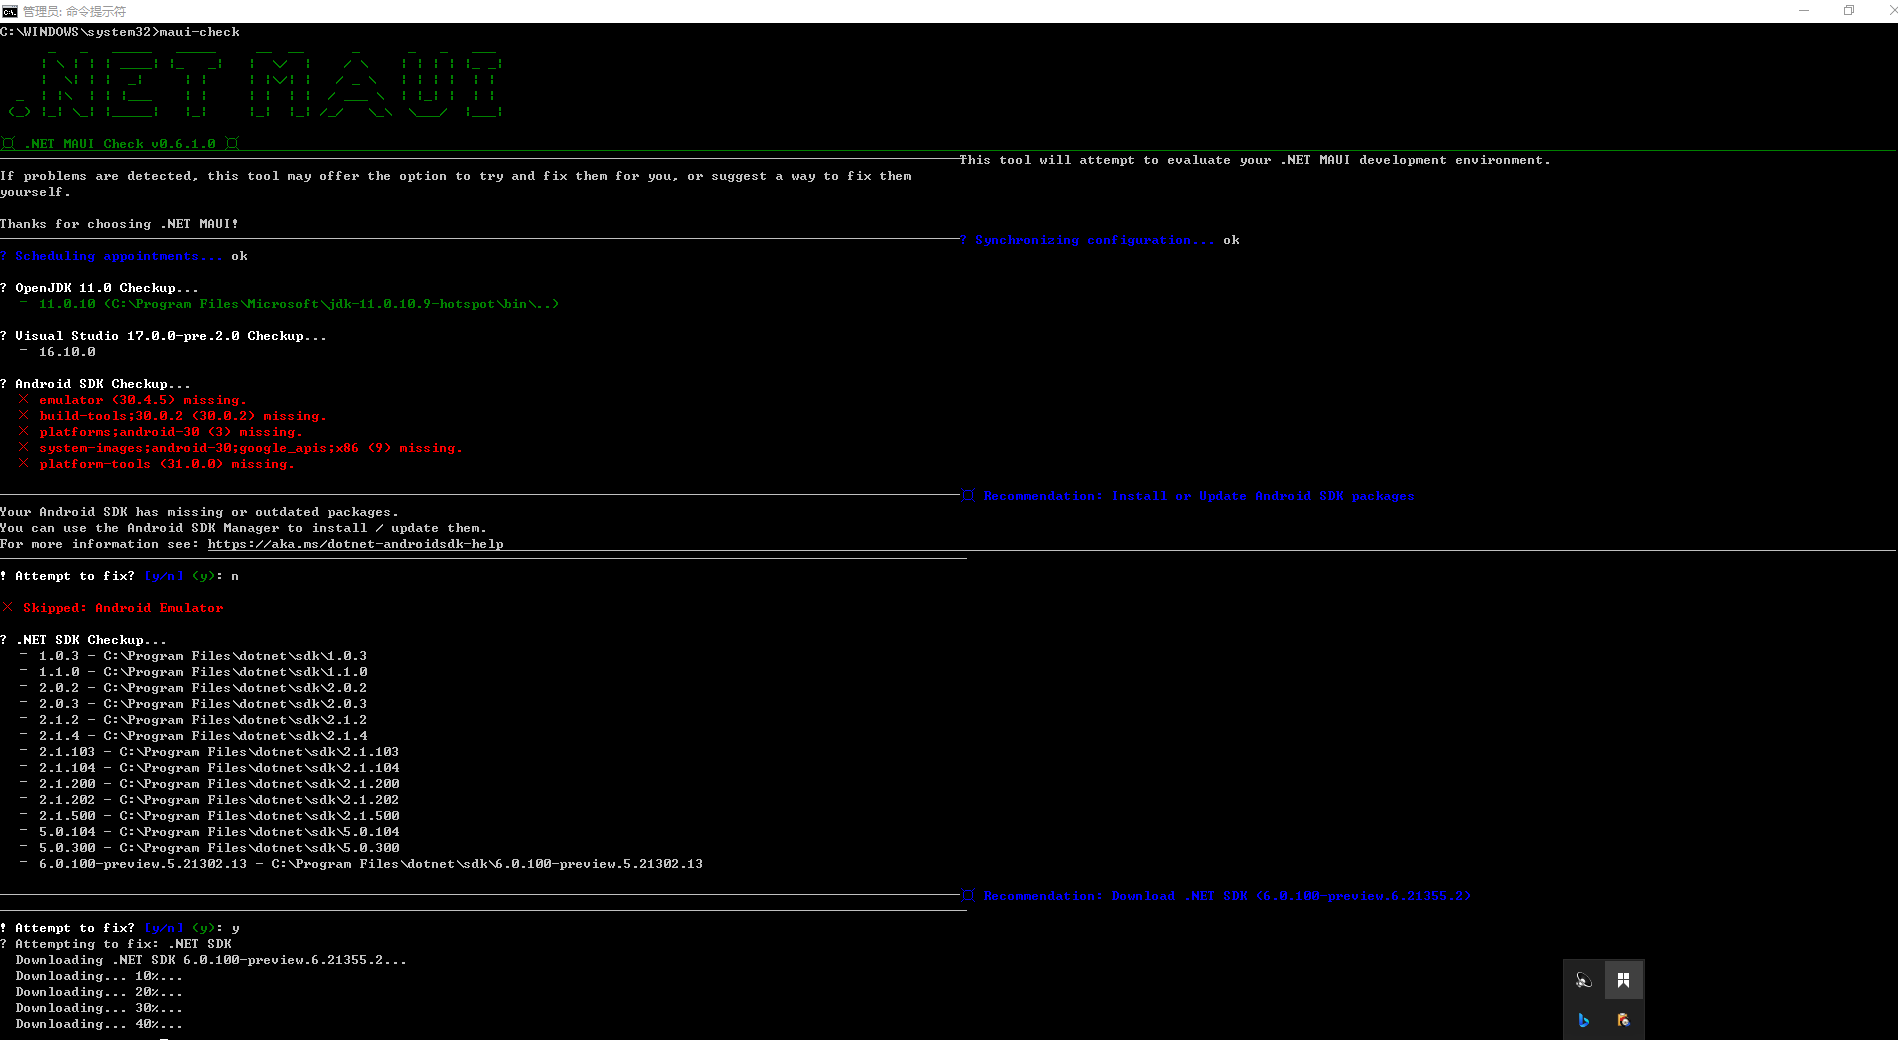 管理员: 命令提示符
C:\WINDOWS\system32>maui-check
.NET MAUI
.NET MAUI Check v0.6.1.0
This tool will attempt to evaluate your .NET MAUI development environment.
If problems are detected, this tool may offer the option to try and fix them for you, or suggest a way to fix them
yourself.
Thanks for choosing .NET MAUI!
? Synchronizing configuration... ok
? Scheduling appointments... ok
? OpenJDK 11.0 Checkup...
– 11.0.10 (C:\Program Files\Microsoft\jdk-11.0.10.9-hotspot\bin\..)
? Visual Studio 17.0.0-pre.2.0 Checkup...
– 16.10.0
? Android SDK Checkup...
× emulator (30.4.5) missing.
× build-tools;30.0.2 (30.0.2) missing.
× platforms;android-30 (3) missing.
× system-images;android-30;google_apis;x86 (9) missing.
× platform-tools (31.0.0) missing.
Recommendation: Install or Update Android SDK packages
Your Android SDK has missing or outdated packages.
You can use the Android SDK Manager to install / update them.
For more information see: https://aka.ms/dotnet-androidsdk-help
! Attempt to fix? [y/n] (y): n
× Skipped: Android Emulator
? .NET SDK Checkup...
– 1.0.3 - C:\Program Files\dotnet\sdk\1.0.3
– 1.1.0 - C:\Program Files\dotnet\sdk\1.1.0
– 2.0.2 - C:\Program Files\dotnet\sdk\2.0.2
– 2.0.3 - C:\Program Files\dotnet\sdk\2.0.3
– 2.1.2 - C:\Program Files\dotnet\sdk\2.1.2
– 2.1.4 - C:\Program Files\dotnet\sdk\2.1.4
– 2.1.103 - C:\Program Files\dotnet\sdk\2.1.103
– 2.1.104 - C:\Program Files\dotnet\sdk\2.1.104
– 2.1.200 - C:\Program Files\dotnet\sdk\2.1.200
– 2.1.202 - C:\Program Files\dotnet\sdk\2.1.202
– 2.1.500 - C:\Program Files\dotnet\sdk\2.1.500
– 5.0.104 - C:\Program Files\dotnet\sdk\5.0.104
– 5.0.300 - C:\Program Files\dotnet\sdk\5.0.300
– 6.0.100-preview.5.21302.13 - C:\Program Files\dotnet\sdk\6.0.100-preview.5.21302.13
Recommendation: Download .NET SDK (6.0.100-preview.6.21355.2)
! Attempt to fix? [y/n] (y): y
? Attempting to fix: .NET SDK
Downloading .NET SDK 6.0.100-preview.6.21355.2...
Downloading... 10%...
Downloading... 20%...
Downloading... 30%...
Downloading... 40%...